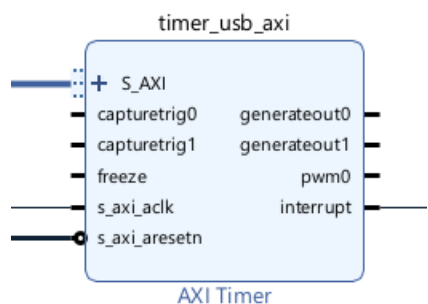 timer_usb_axi
S_AXI
capturetrig0 generateout0
capturetrig1 generateout1
freeze pwm0
s_axi_aclk interrupt
s_axi_aresetn
AXI Timer